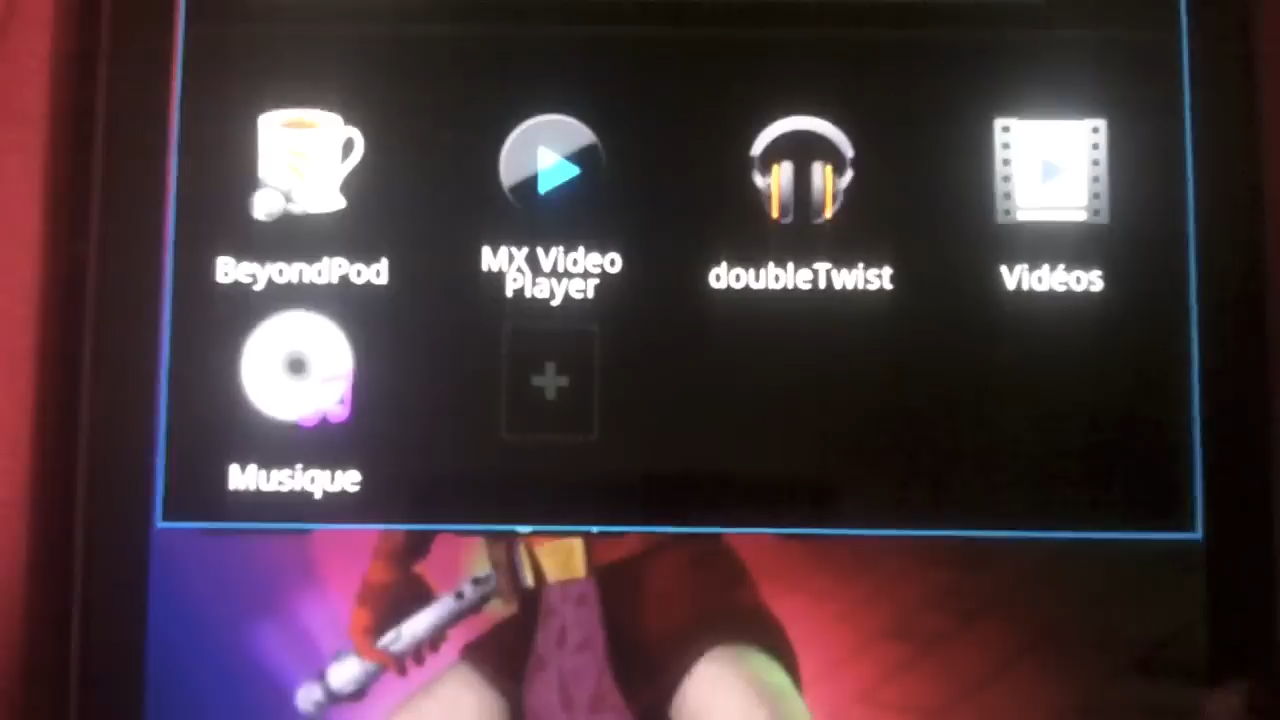 BeyondPod
MX Video
Player
doubleTwist
Vidéos
Musique